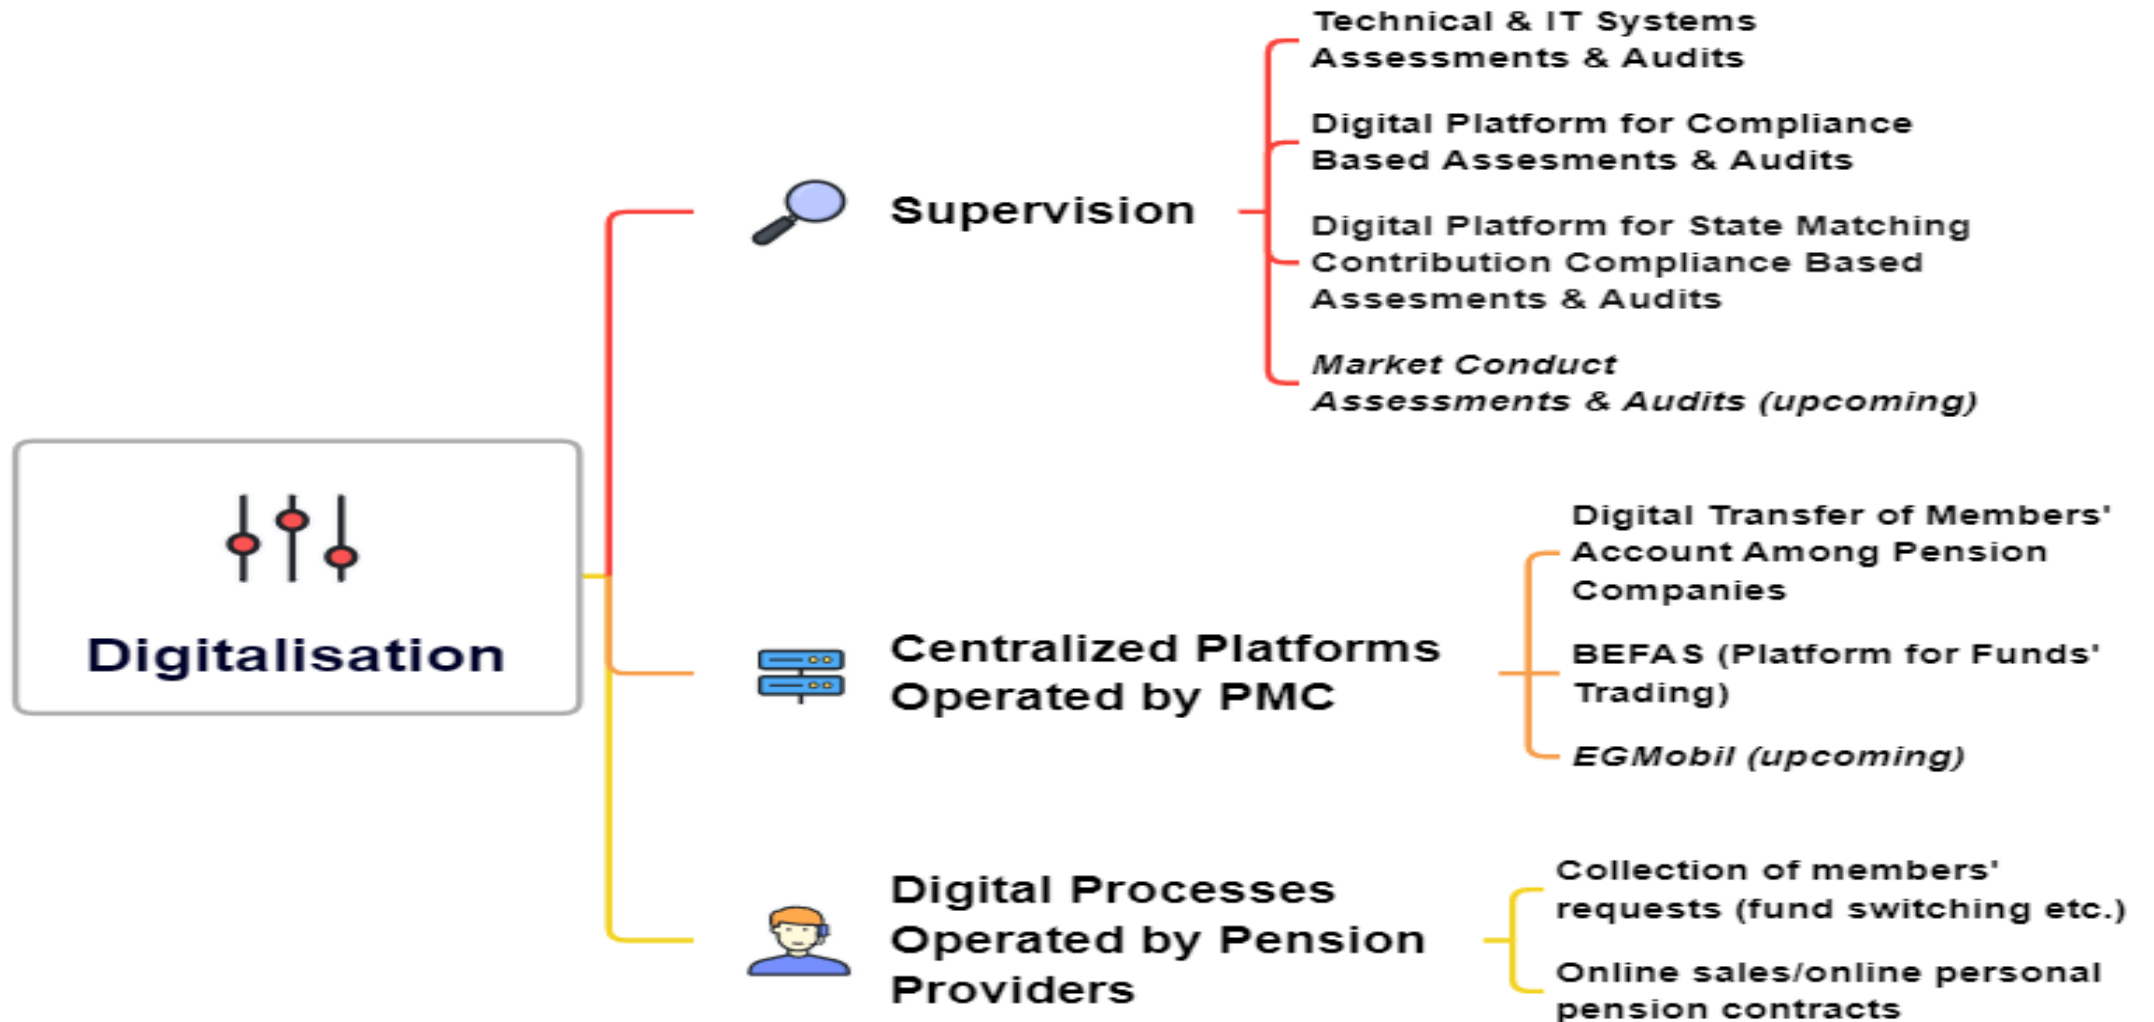 Technical & IT Systems
Assessments & Audits
Digital Platform for Compliance
Based Assesments & Audits
Supervision
Digital Platform for State Matching
Contribution Compliance Based
Assesments & Audits
Market Conduct
Assessments & Audits (upcoming)
Digitalisation
Centralized Platforms
Operated by PMC
Digital Transfer of Members'
Account Among Pension
Companies
BEFAS (Platform for Funds'
Trading)
EGMobil (upcoming)
Digital Processes
Operated by Pension
Providers
Collection of members'
requests (fund switching etc.)
Online sales/online personal
pension contracts